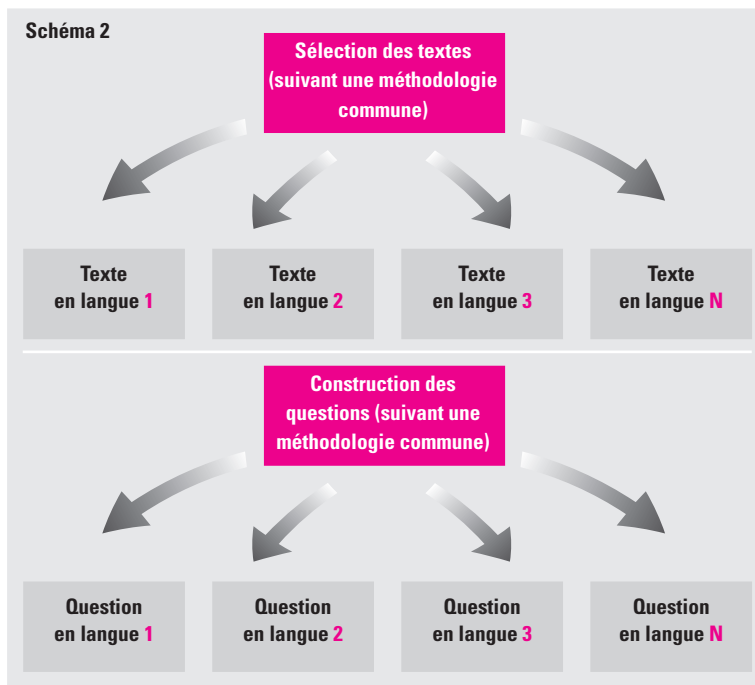 Schéma 2
Sélection des textes
(suivant une méthodologie
commune)
Texte
en langue 1
Texte
en langue 2
Texte
en langue 3
Texte
en langue N
Construction des
questions (suivant une
méthodologie commune)
Question
en langue 1
Question
en langue 2
Question
en langue 3
Question
en langue N